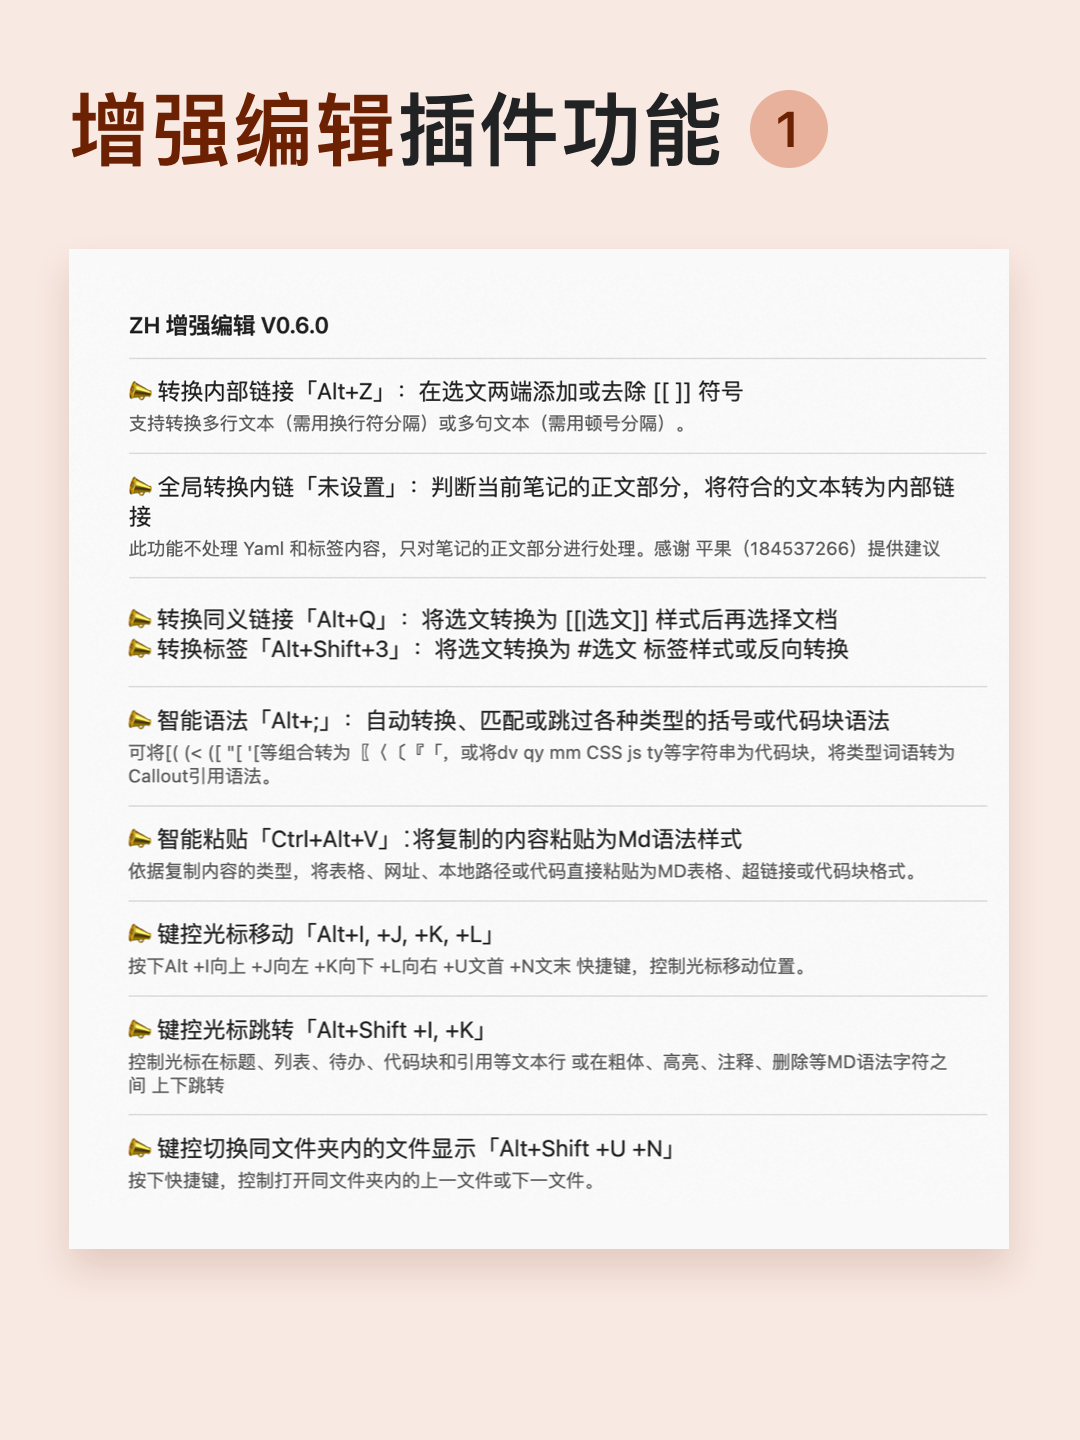 增强编辑插件功能 1
ZH 增强编辑 V0.6.0
转换内部链接「Alt+Z」：在选文两端添加或去除 [[ ]] 符号
支持转换多行文本（需用换行符分隔）或多句文本（需用顿号分隔）。
全局转换内链「未设置」：判断当前笔记的正文部分，将符合的文本转为内部链
接
此功能不处理 Yaml 和标签内容，只对笔记的正文部分进行处理。感谢 平果（184537266）提供建议
转换同义链接「Alt+Q」：将选文转换为 [[|选文]] 样式后再选择文档
转换标签「Alt+Shift+3」：将选文转换为 #选文 标签样式或反向转换
智能语法「Alt+;」：自动转换、匹配或跳过各种类型的括号或代码块语法
可将[( (< ([ "[ '[等组合转为〖〈〔『「，或将dv qy mm CSS js ty等字符串为代码块，将类型词语转为
Callout引用语法。
智能粘贴「Ctrl+Alt+V」:将复制的内容粘贴为Md语法样式
依据复制内容的类型，将表格、网址、本地路径或代码直接粘贴为MD表格、超链接或代码块格式。
键控光标移动「Alt+I, +J, +K, +L」
按下Alt +I向上 +J向左 +K向下 +L向右 +U文首 +N文末 快捷键，控制光标移动位置。
键控光标跳转「Alt+Shift +I, +K」
控制光标在标题、列表、待办、代码块和引用等文本行 或在粗体、高亮、注释、删除等MD语法字符之
间 上下跳转
键控切换同文件夹内的文件显示「Alt+Shift +U +N」
按下快捷键，控制打开同文件夹内的上一文件或下一文件。